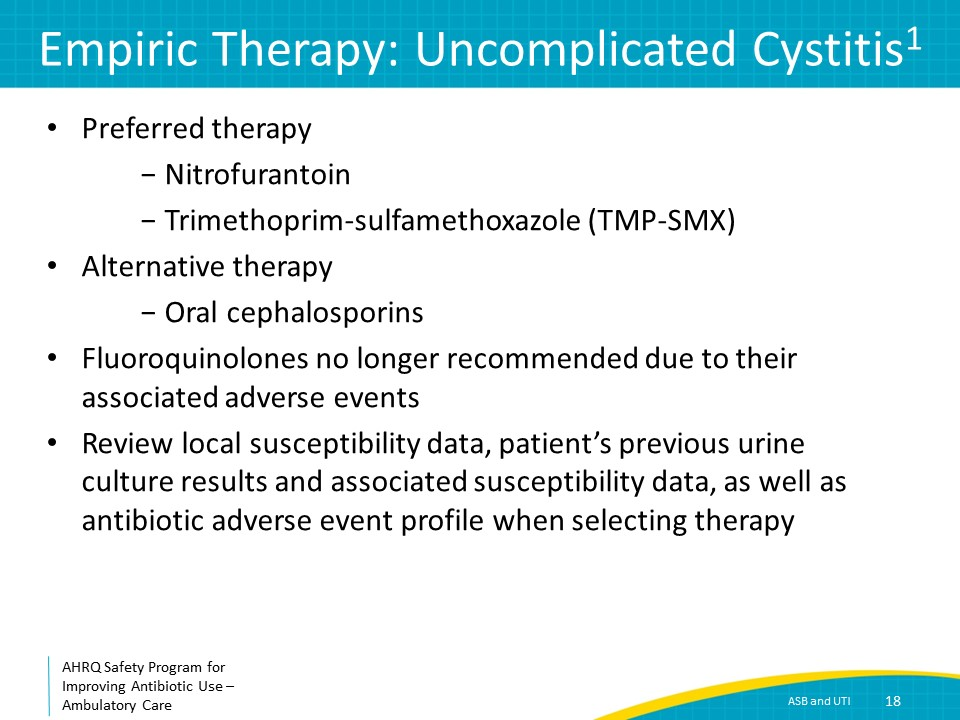 Empiric Therapy: Uncomplicated Cystitis1
• Preferred therapy
− Nitrofurantoin
− Trimethoprim-sulfamethoxazole (TMP-SMX)
• Alternative therapy
− Oral cephalosporins
• Fluoroquinolones no longer recommended due to their
associated adverse events
• Review local susceptibility data, patient’s previous urine
culture results and associated susceptibility data, as well as
antibiotic adverse event profile when selecting therapy
AHRQ Safety Program for
Improving Antibiotic Use –
Ambulatory Care
ASB and UTI 18